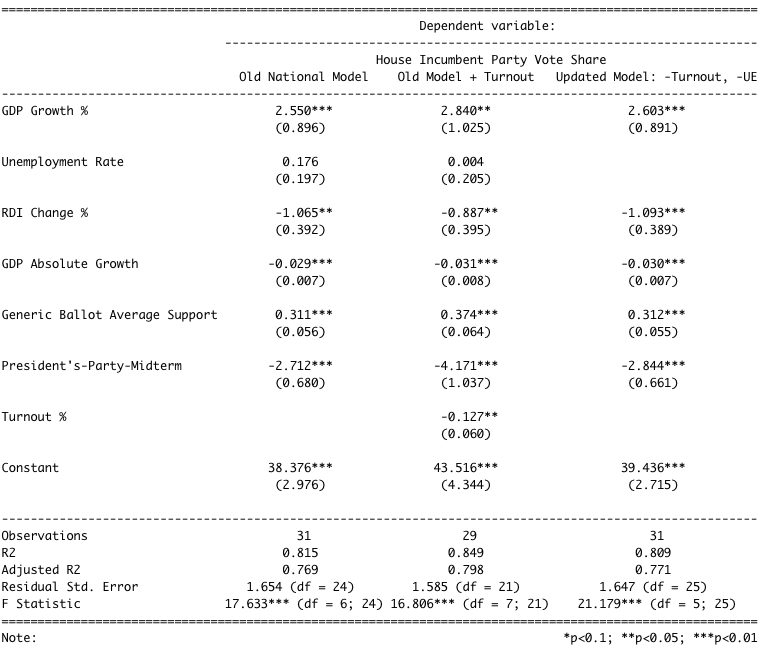 Dependent variable:
House Incumbent Party Vote Share
Old National Model Old Model + Turnout Updated Model: -Turnout, -UE
GDP Growth % 2.550*** 2.840** 2.603***
(0.896) (1.025) (0.891)
Unemployment Rate 0.176 0.004
(0.197) (0.205)
RDI Change % -1.065** -0.887** -1.093***
(0.392) (0.395) (0.389)
GDP Absolute Growth -0.029*** -0.031*** -0.030***
(0.007) (0.008) (0.007)
Generic Ballot Average Support 0.311*** 0.374*** 0.312***
(0.056) (0.064) (0.055)
President's-Party-Midterm -2.712*** -4.171*** -2.844***
(0.680) (1.037) (0.661)
Turnout % -0.127**
(0.060)
Constant 38.376*** 43.516*** 39.436***
(2.976) (4.344) (2.715)
Observations 31 29 31
R2 0.815 0.849 0.809
Adjusted R2 0.769 0.798 0.771
Residual Std. Error 1.654 (df = 24) 1.585 (df = 21) 1.647 (df = 25)
F Statistic 17.633*** (df = 6; 24) 16.806*** (df = 7; 21) 21.179*** (df = 5; 25)
Note: *p<0.1; **p<0.05; ***p<0.01